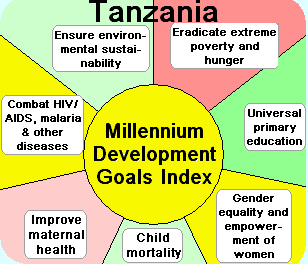 Tanzania
Ensure environ-
mental sustai-
nability
Eradicate extreme
poverty and
hunger
Combat HIV/
AIDS, malaria
& other
diseases
Millennium
Development
Goals Index
Universal
primary
education
Improve
maternal
health
Child
mortality
Gender
equality and
empower-
ment of
women